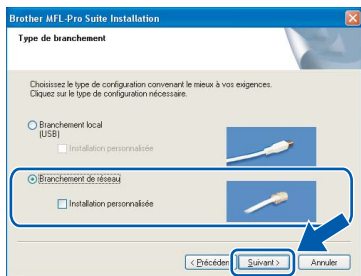 Brother MFL-Pro Suite Installation
Type de branchement
Choisissez le type de configuration convenant le mieux à vos exigences.
Cliquez sur le type de configuration nécessaire.
Branchement local
(USB)
Installation personnalisée
Branchement de réseau
Installation personnalisée
< Précéden Suivant > Annuler